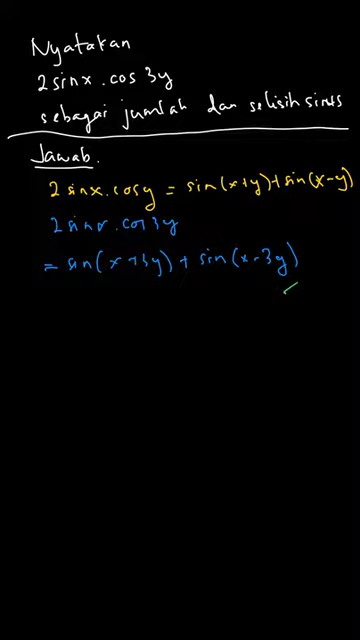 Nyatakan
2 sin x . cos 3y
sebagai jumlah dan selisih sinus
Jawab.
2 sin x . cos y = sin(x+y) + sin(x-y)
2 sin x . cos 3y
= sin(x+3y) + sin(x-3y)